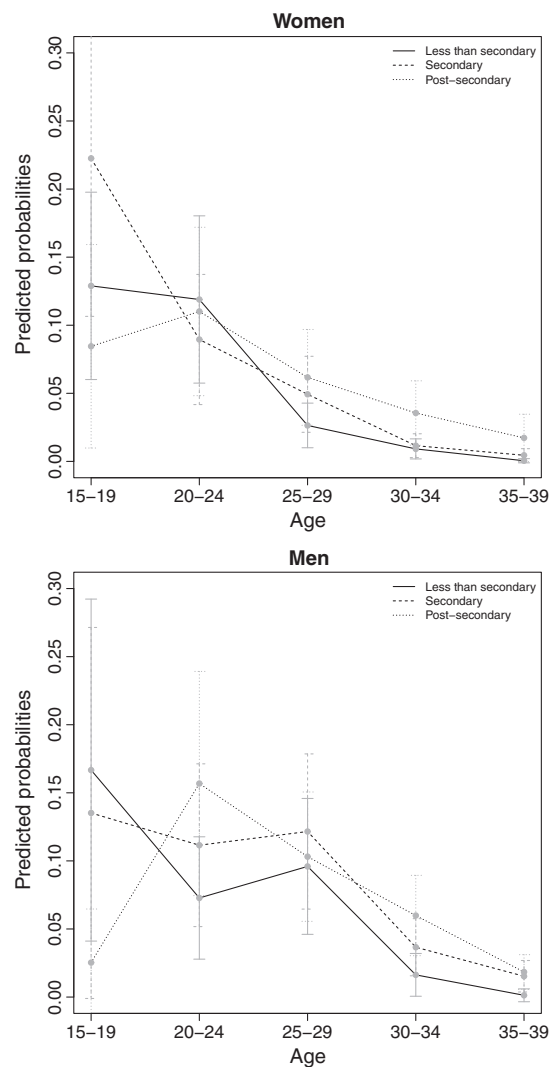 Women
Less than secondary
Secondary
Post−secondary
0.30
0.25
0.20
0.15
0.10
0.05
0.00
Predicted probabilities
15−19 20−24 25−29 30−34 35−39
Age
Men
Less than secondary
Secondary
Post−secondary
0.30
0.25
0.20
0.15
0.10
0.05
0.00
Predicted probabilities
15−19 20−24 25−29 30−34 35−39
Age